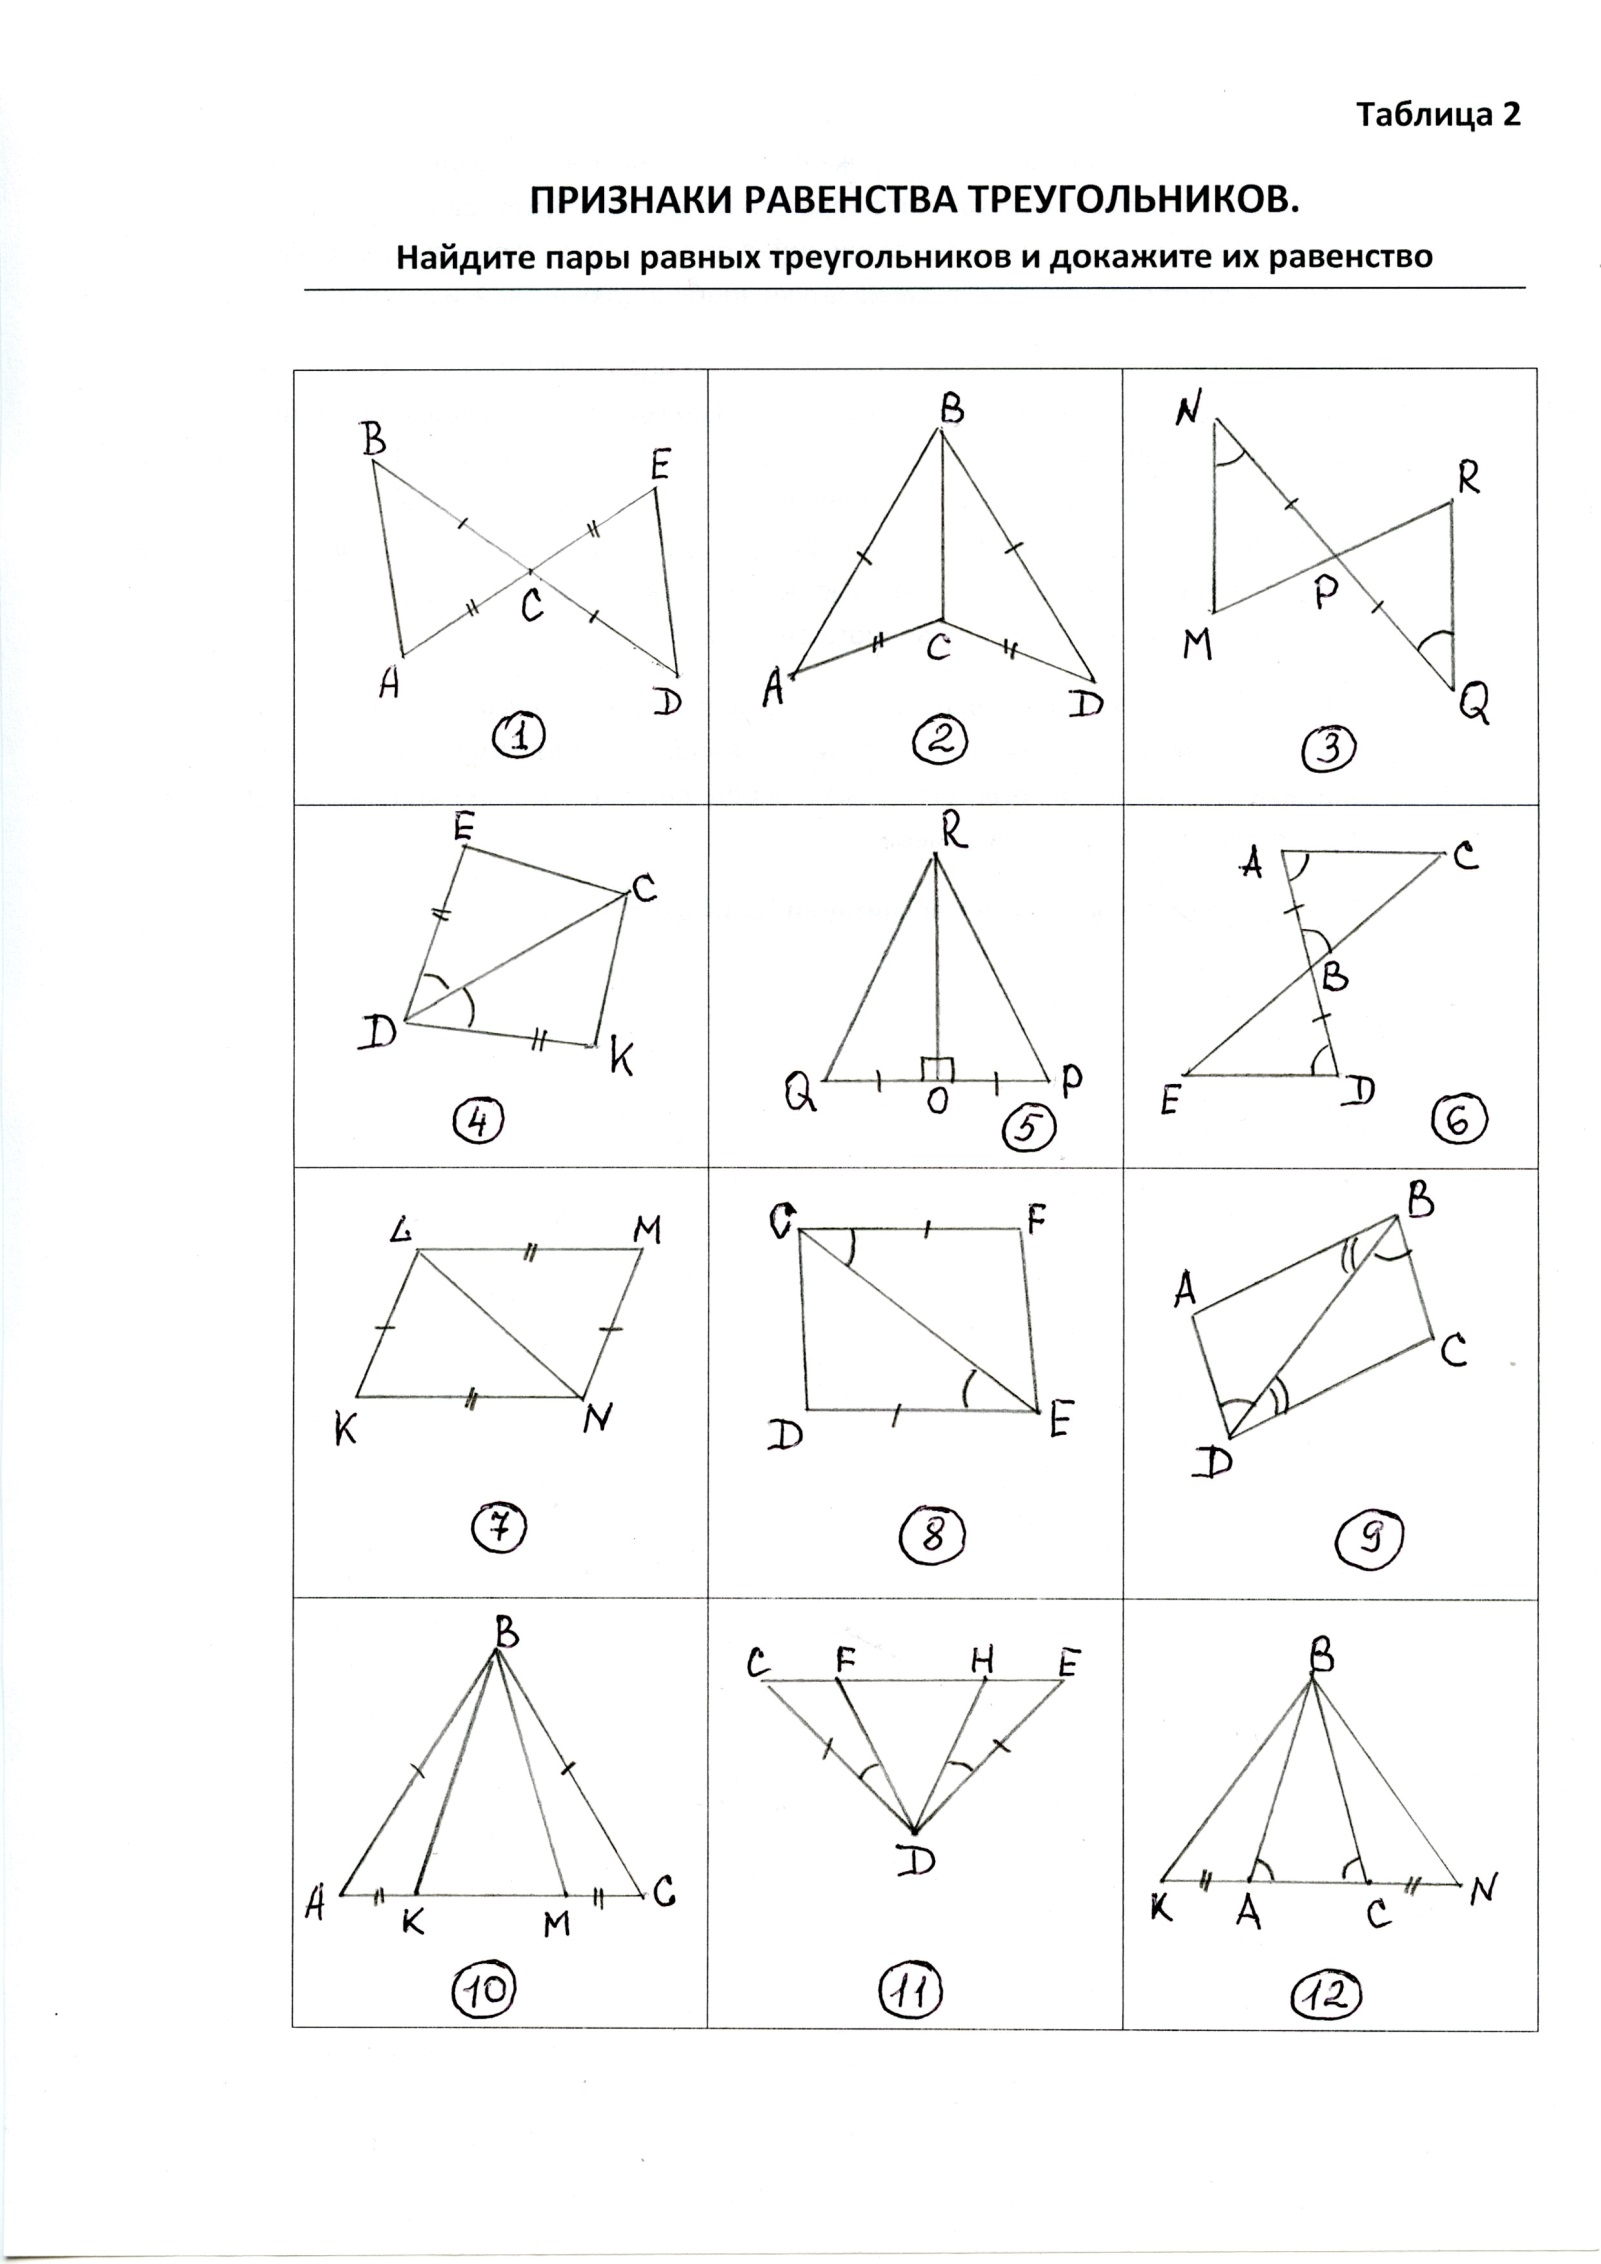 Таблица 2
ПРИЗНАКИ РАВЕНСТВА ТРЕУГОЛЬНИКОВ.
Найдите пары равных треугольников и докажите их равенство
B
E
C
A
D
1
B
A
C
D
2
N
R
P
M
Q
3
E
C
D
K
4
R
Q
O
P
5
A
C
B
E
D
6
L
M
K
N
7
C
F
D
E
8
B
A
C
D
9
B
A
K
M
C
10
C
F
H
E
D
11
B
K
A
C
N
12